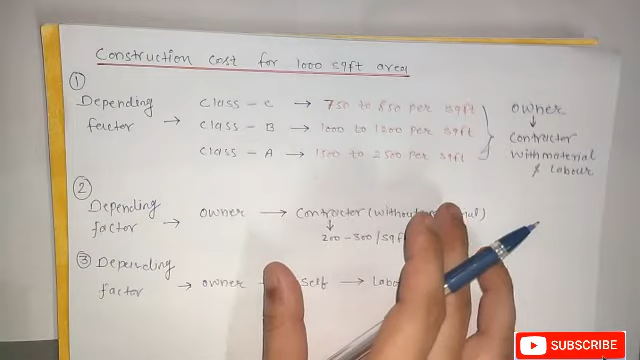 Construction cost for 1000 sqft area
①
Depending factor → class - C → 750 to 850 per sqft
class - B → 1000 to 1200 per sqft
class - A → 1500 to 2500 per sqft
owner
↓
contractor
with material
& Labour
②
Depending factor → owner → contractor (without
↓
200 - 300 / sqft
③ Depending factor → owner self →
SUBSCRIBE